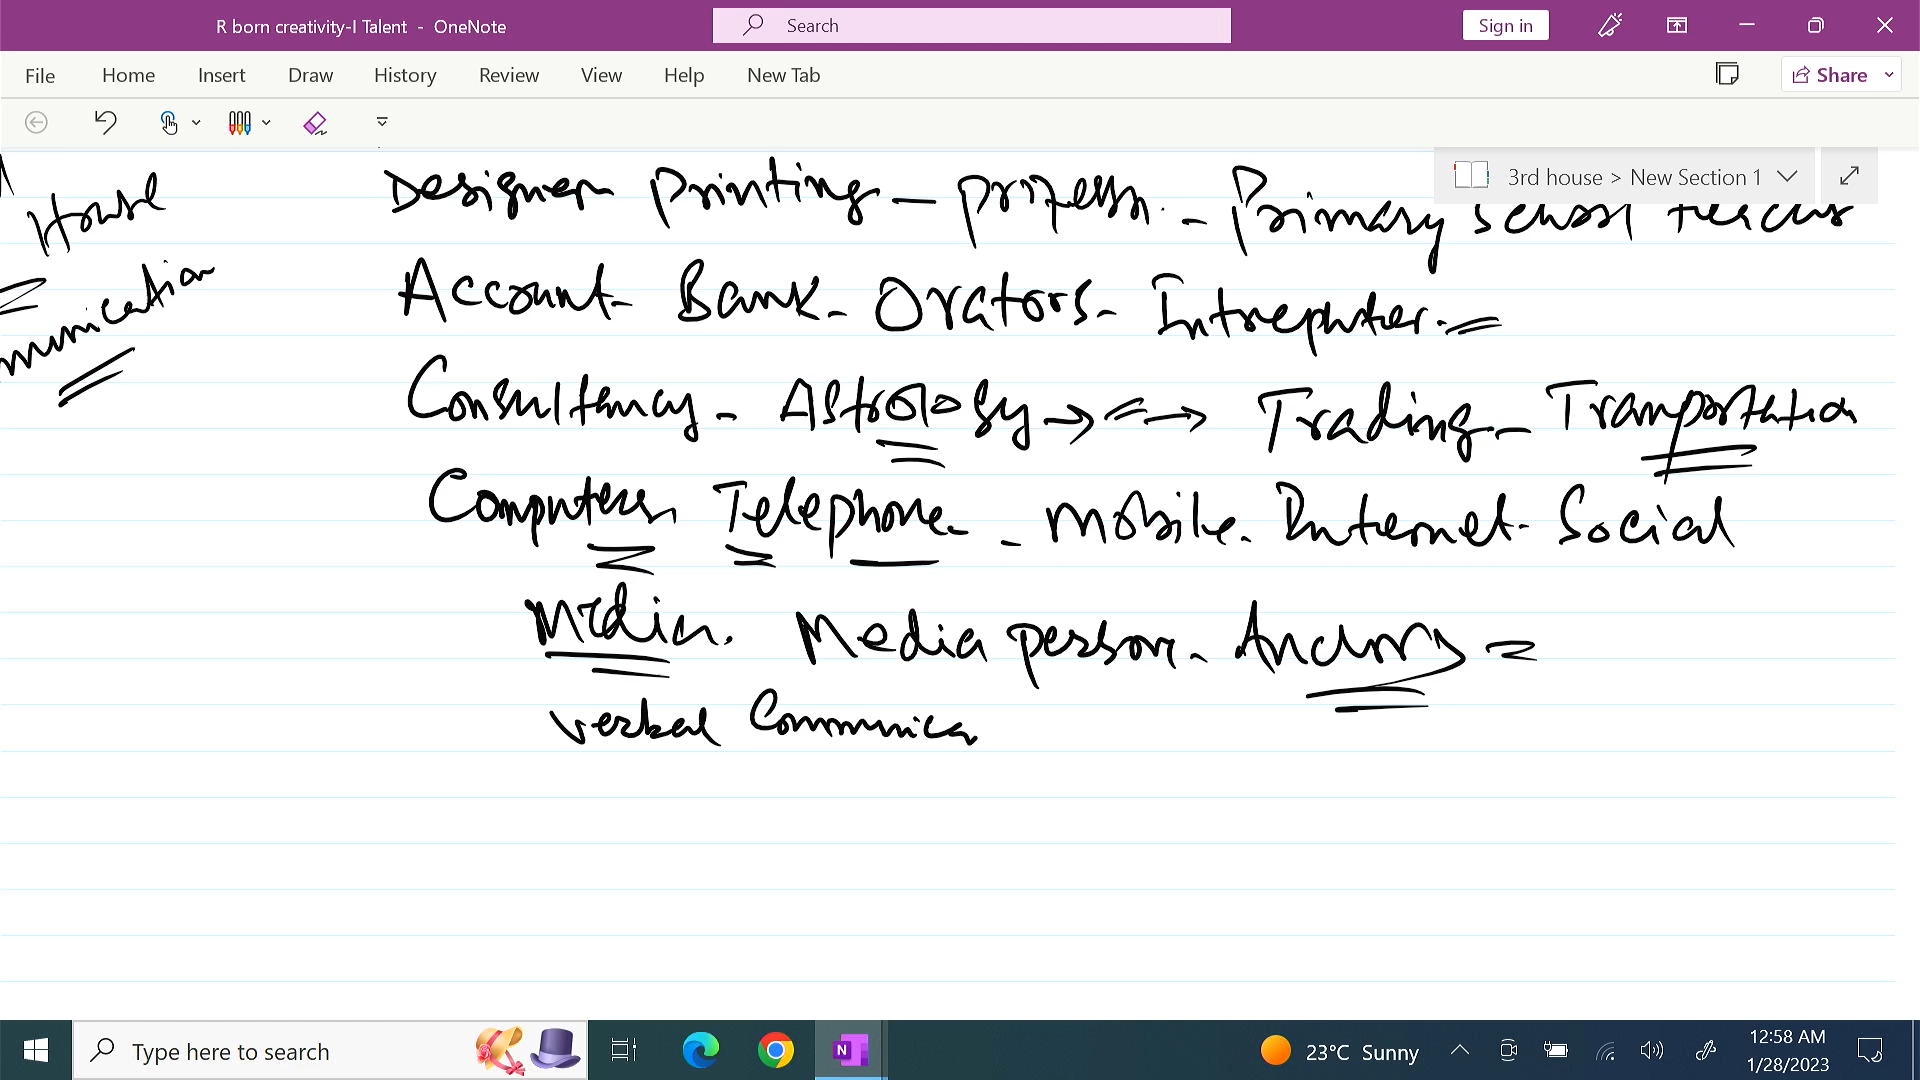 R born creativity-I Talent - OneNote
Search
Sign in
File Home Insert Draw History Review View Help New Tab
Share
3rd house > New Section 1
House
munication
Designer Printing - profess. - Primary School
Account - Bank - Orators - Intrepreter. =
Consultancy - Astrology → = → Trading - Tranportation
Computers Telephone - mobile. Internet - Social
media. Media person - Anchors =
verbal Communica
Type here to search
23°C Sunny
12:58 AM
1/28/2023